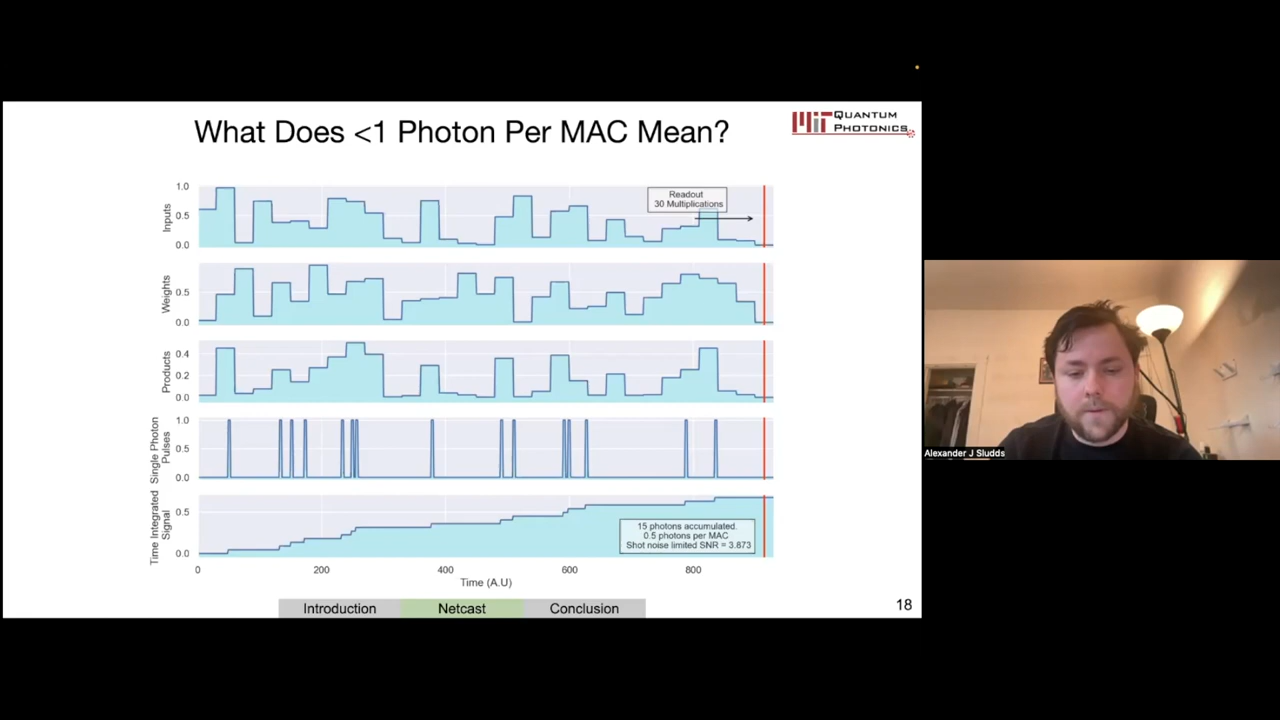 What Does <1 Photon Per MAC Mean?
MIT QUANTUM PHOTONICS
Inputs
1.0
0.5
0.0
Readout
30 Multiplications
Weights
0.5
0.0
Products
0.4
0.2
0.0
Single Photon
Pulses
1.0
0.5
0.0
Time Integrated
Signal
0.5
0.0
15 photons accumulated.
0.5 photons per MAC
Shot noise limited SNR = 3.873
0 200 400 600 800
Time (A.U)
Introduction Netcast Conclusion
18
Alexander J Sludds